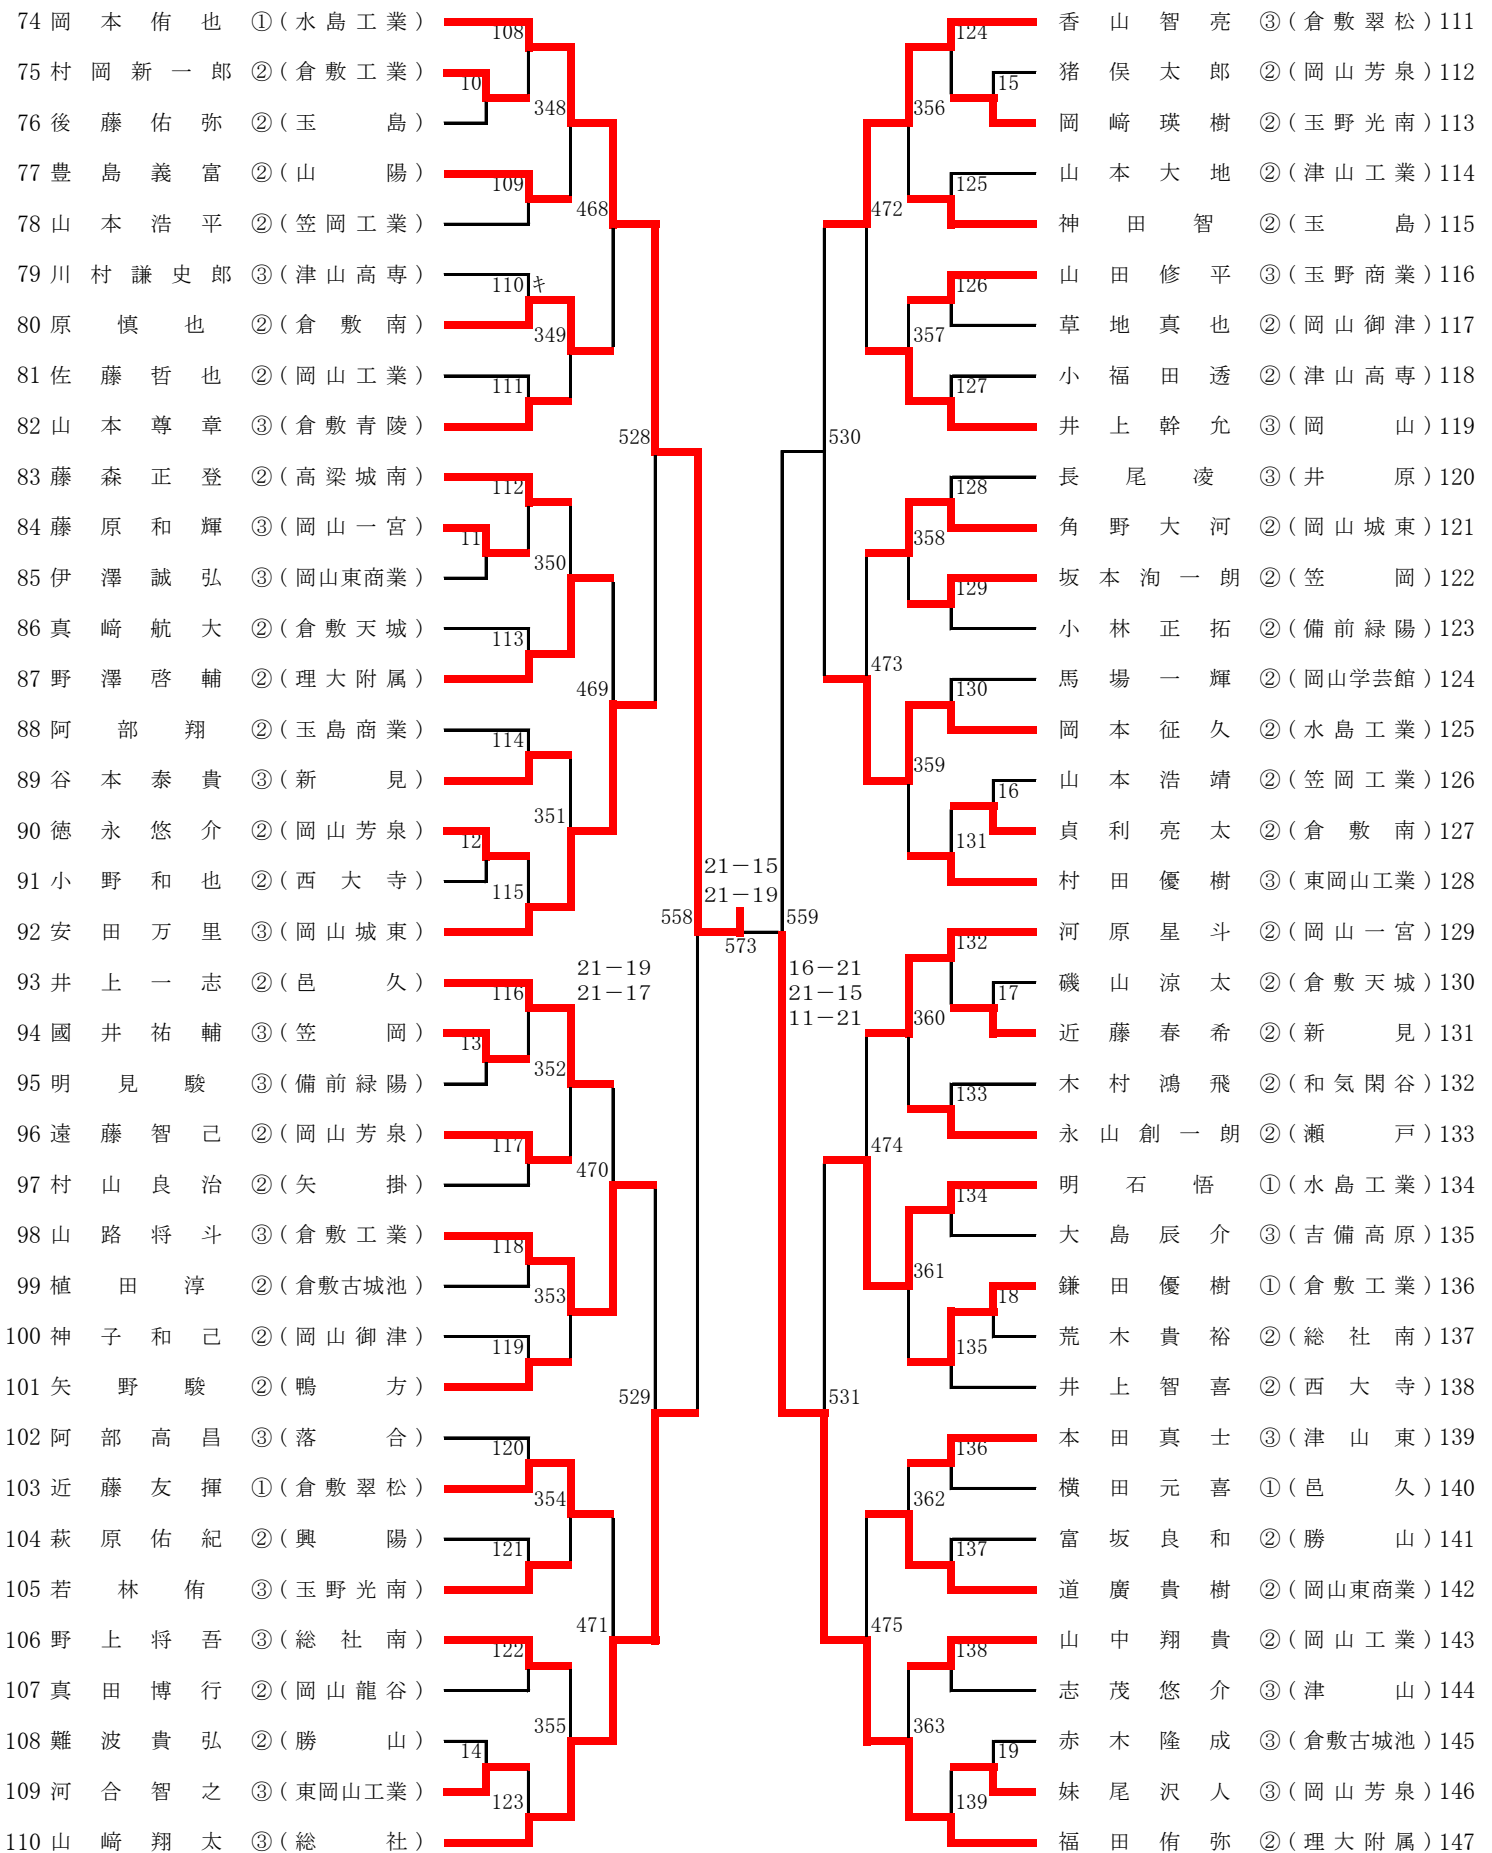 74 岡本侑也 ①(水島工業)
75 村岡新一郎 ②(倉敷工業)
76 後藤佑弥 ②(玉島)
77 豊島義富 ②(山陽)
78 山本浩平 ②(笠岡工業)
79 川村謙史郎 ③(津山高専)
80 原慎也 ②(倉敷南)
81 佐藤哲也 ②(岡山工業)
82 山本尊章 ③(倉敷青陵)
83 藤森正登 ②(高梁城南)
84 藤原和輝 ③(岡山一宮)
85 伊澤誠弘 ③(岡山東商業)
86 真崎航大 ②(倉敷天城)
87 野澤啓輔 ②(理大附属)
88 阿部翔 ②(玉島商業)
89 谷本泰貴 ③(新見)
90 徳永悠介 ②(岡山芳泉)
91 小野和也 ②(西大寺)
92 安田万里 ③(岡山城東)
93 井上一志 ②(邑久)
94 國井祐輔 ③(笠岡)
95 明見駿 ③(備前緑陽)
96 遠藤智己 ②(岡山芳泉)
97 村山良治 ②(矢掛)
98 山路将斗 ③(倉敷工業)
99 植田淳 ②(倉敷古城池)
100 神子和己 ②(岡山御津)
101 矢野駿 ②(鴨方)
102 阿部高昌 ③(落合)
103 近藤友揮 ①(倉敷翠松)
104 萩原佑紀 ②(興陽)
105 若林侑 ③(玉野光南)
106 野上将吾 ③(総社南)
107 真田博行 ②(岡山龍谷)
108 難波貴弘 ②(勝山)
109 河合智之 ③(東岡山工業)
110 山崎翔太 ③(総社)
108
10
348
109
468
110 キ
349
111
528
112
11
350
113
469
114
351
12
115
558
116
13
352
117
470
118
353
119
529
120
354
121
471
122
355
14
123
21-19
21-17
21-15
21-19
573
559
16-21
21-15
11-21
124
15
356
125
472
126
357
127
530
128
358
129
473
130
359
16
131
132
17
360
133
474
134
361
18
135
531
136
362
137
475
138
363
19
139
香山智亮 ③(倉敷翠松)111
猪俣太郎 ②(岡山芳泉)112
岡崎瑛樹 ②(玉野光南)113
山本大地 ②(津山工業)114
神田智 ②(玉島)115
山田修平 ③(玉野商業)116
草地真也 ②(岡山御津)117
小福田透 ②(津山高専)118
井上幹允 ③(岡山)119
長尾凌 ③(井原)120
角野大河 ②(岡山城東)121
坂本洵一朗 ②(笠岡)122
小林正拓 ②(備前緑陽)123
馬場一輝 ②(岡山学芸館)124
岡本征久 ②(水島工業)125
山本浩靖 ②(笠岡工業)126
貞利亮太 ②(倉敷南)127
村田優樹 ③(東岡山工業)128
河原星斗 ②(岡山一宮)129
磯山涼太 ②(倉敷天城)130
近藤春希 ②(新見)131
木村鴻飛 ②(和気閑谷)132
永山創一朗 ②(瀬戸)133
明石悟 ①(水島工業)134
大島辰介 ③(吉備高原)135
鎌田優樹 ①(倉敷工業)136
荒木貴裕 ②(総社南)137
井上智喜 ②(西大寺)138
本田真士 ③(津山東)139
横田元喜 ①(邑久)140
富坂良和 ②(勝山)141
道廣貴樹 ②(岡山東商業)142
山中翔貴 ②(岡山工業)143
志茂悠介 ③(津山)144
赤木隆成 ③(倉敷古城池)145
妹尾沢人 ③(岡山芳泉)146
福田侑弥 ②(理大附属)147